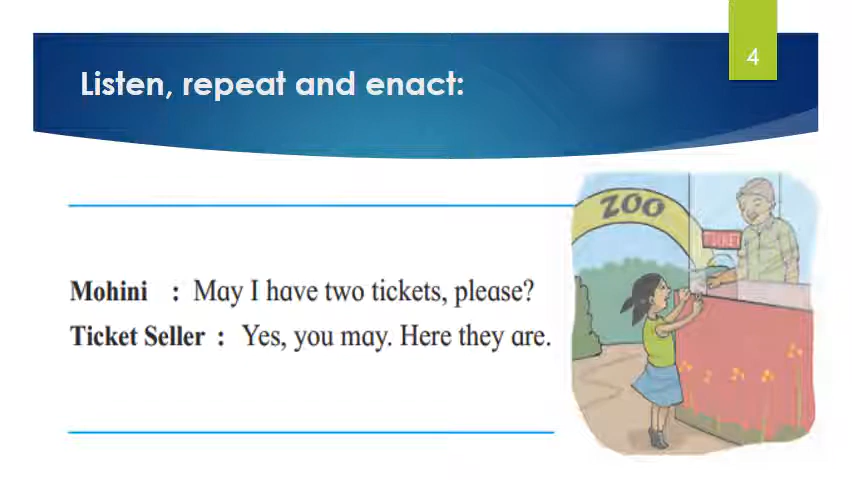 4
Listen, repeat and enact:
ZOO
TICKET
Mohini : May I have two tickets, please?
Ticket Seller : Yes, you may. Here they are.